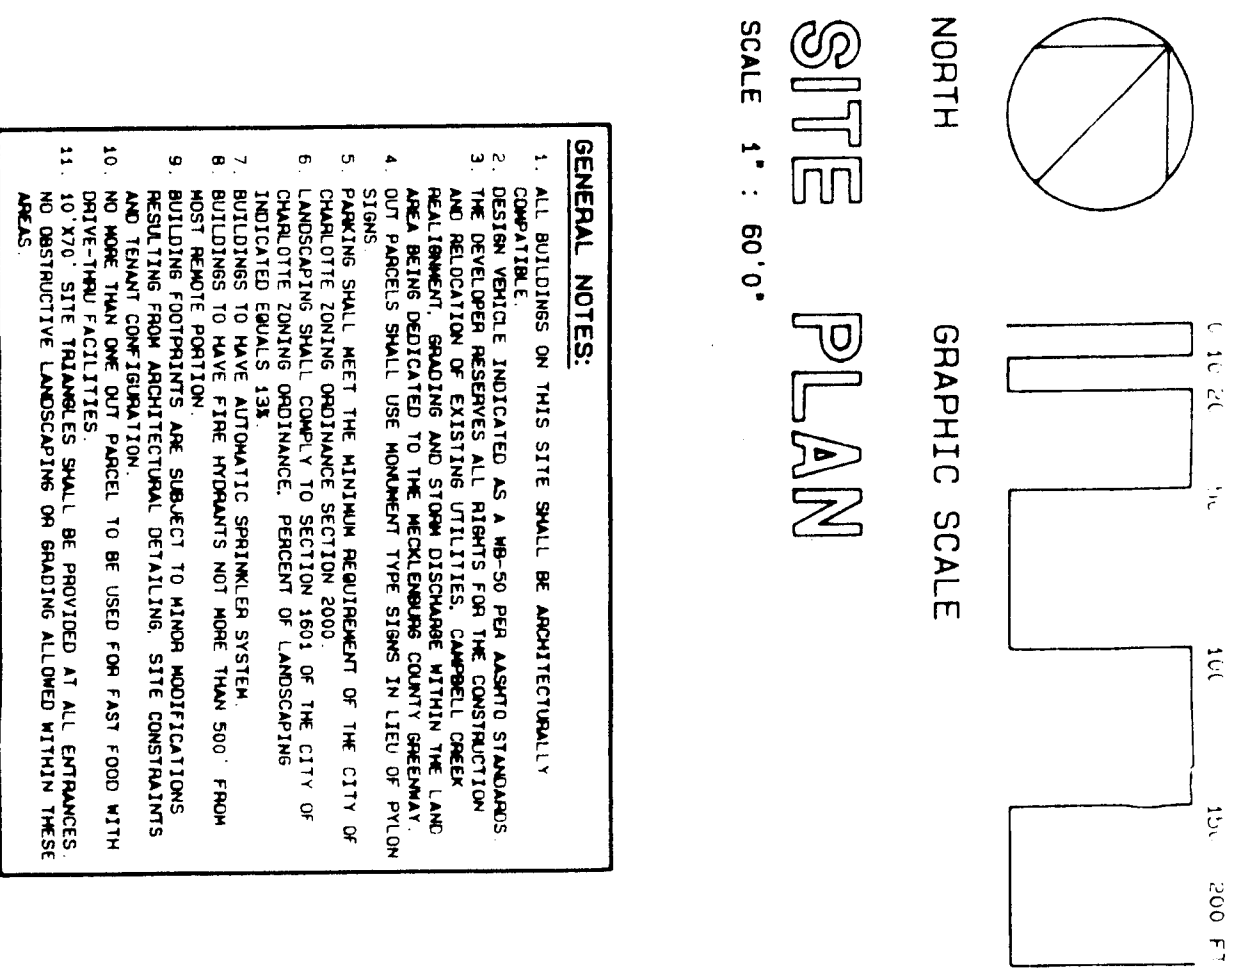 0 10 20 50 100 150 200 FT
NORTH GRAPHIC SCALE
SITE PLAN
SCALE 1" : 60'0"
GENERAL NOTES:
1. ALL BUILDINGS ON THIS SITE SHALL BE ARCHITECTURALLY
COMPATIBLE.
2. DESIGN VEHICLE INDICATED AS A WB-50 PER AASHTO STANDARDS.
3. THE DEVELOPER RESERVES ALL RIGHTS FOR THE CONSTRUCTION
AND RELOCATION OF EXISTING UTILITIES, CAMPBELL CREEK
REALIGNMENT, GRADING AND STORM DISCHARGE WITHIN THE LAND
AREA BEING DEDICATED TO THE MECKLENBURG COUNTY GREENWAY.
4. OUT PARCELS SHALL USE MONUMENT TYPE SIGNS IN LIEU OF PYLON
SIGNS.
5. PARKING SHALL MEET THE MINIMUM REQUIREMENT OF THE CITY OF
CHARLOTTE ZONING ORDINANCE SECTION 2000.
6. LANDSCAPING SHALL COMPLY TO SECTION 1601 OF THE CITY OF
CHARLOTTE ZONING ORDINANCE, PERCENT OF LANDSCAPING
INDICATED EQUALS 13%.
7. BUILDINGS TO HAVE AUTOMATIC SPRINKLER SYSTEM.
8. BUILDINGS TO HAVE FIRE HYDRANTS NOT MORE THAN 500' FROM
MOST REMOTE PORTION.
9. BUILDING FOOTPRINTS ARE SUBJECT TO MINOR MODIFICATIONS
RESULTING FROM ARCHITECTURAL DETAILING, SITE CONSTRAINTS
AND TENANT CONFIGURATION.
10. NO MORE THAN ONE OUT PARCEL TO BE USED FOR FAST FOOD WITH
DRIVE-THRU FACILITIES.
11. 10'X70' SITE TRIANGLES SHALL BE PROVIDED AT ALL ENTRANCES.
NO OBSTRUCTIVE LANDSCAPING OR GRADING ALLOWED WITHIN THESE
AREAS.